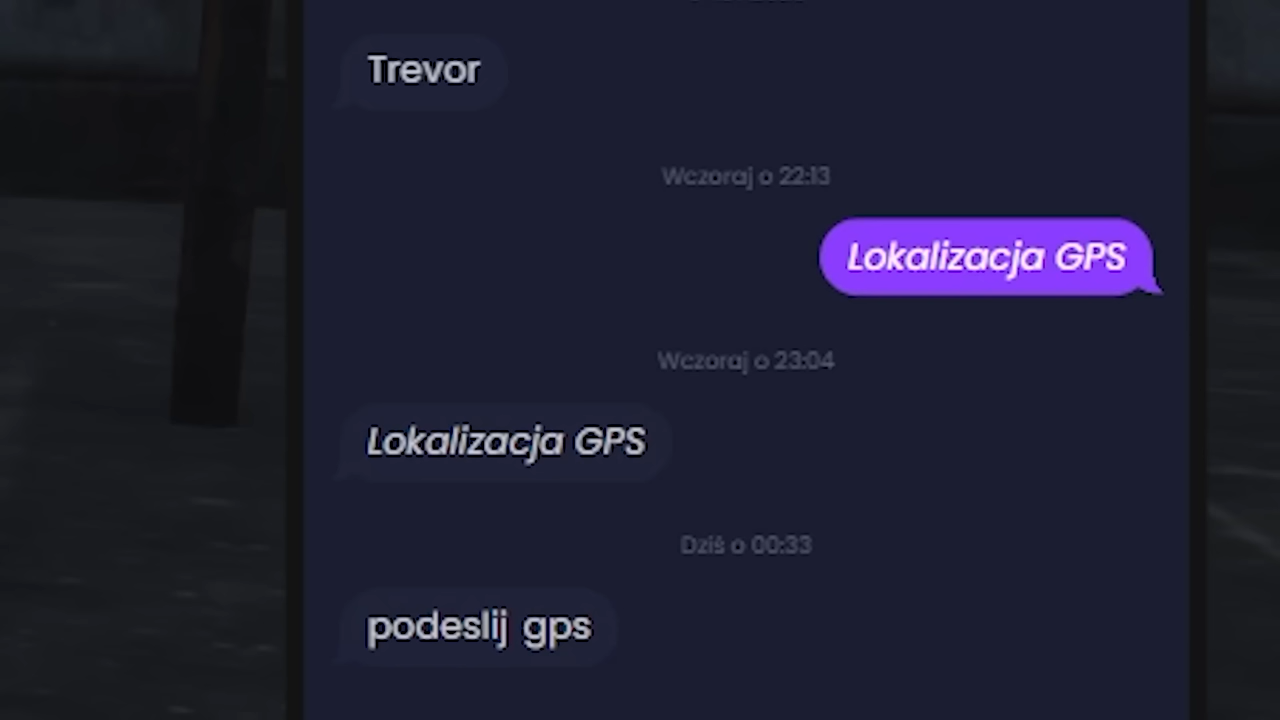 Trevor
Wczoraj o 22:13
Lokalizacja GPS
Wczoraj o 23:04
Lokalizacja GPS
Dziś o 00:33
podeslij gps